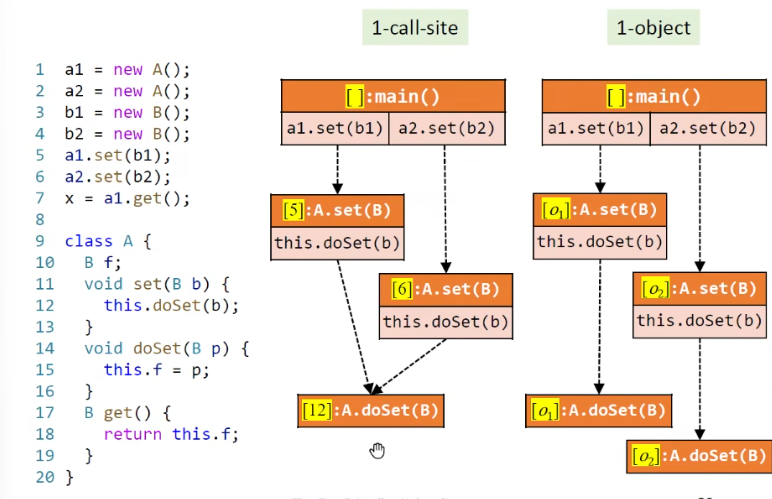 1-call-site
1-object
1 a1 = new A();
2 a2 = new A();
3 b1 = new B();
4 b2 = new B();
5 a1.set(b1);
6 a2.set(b2);
7 x = a1.get();
8
9 class A {
10 B f;
11 void set(B b) {
12 this.doSet(b);
13 }
14 void doSet(B p) {
15 this.f = p;
16 }
17 B get() {
18 return this.f;
19 }
20 }
[ ]:main()
a1.set(b1) a2.set(b2)
[5]:A.set(B)
this.doSet(b)
[6]:A.set(B)
this.doSet(b)
[12]:A.doSet(B)
[ ]:main()
a1.set(b1) a2.set(b2)
[o₁]:A.set(B)
this.doSet(b)
[o₂]:A.set(B)
this.doSet(b)
[o₁]:A.doSet(B)
[o₂]:A.doSet(B)